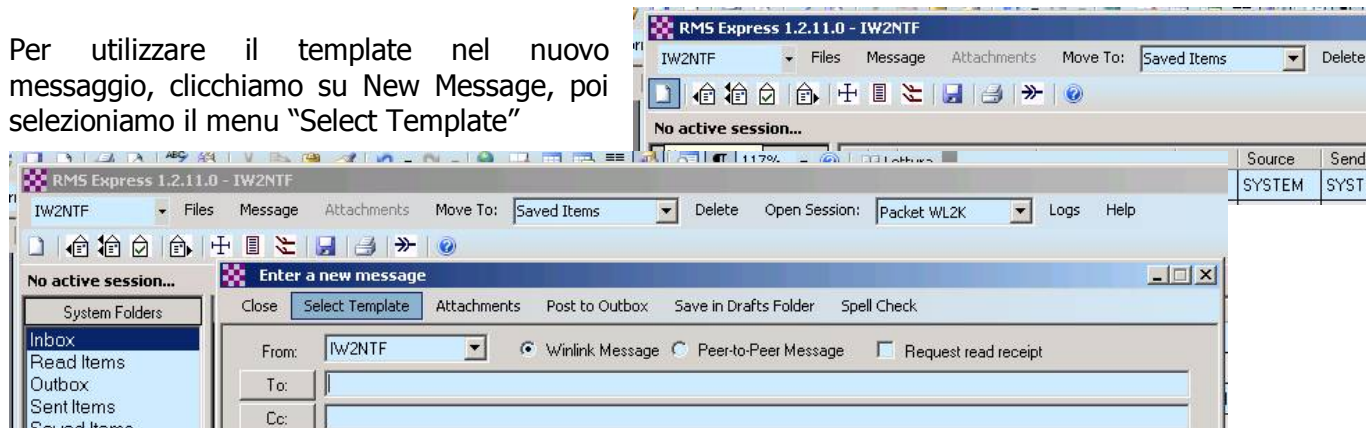 Per utilizzare il template nel nuovo
messaggio, clicchiamo su New Message, poi
selezioniamo il menu “Select Template”
RMS Express 1.2.11.0 - IW2NTF
IW2NTF Files Message Attachments Move To: Saved Items Delete
No active session...
117% Lettura
Source Send
SYSTEM SYST
RMS Express 1.2.11.0 - IW2NTF
IW2NTF Files Message Attachments Move To: Saved Items Delete Open Session: Packet WL2K Logs Help
No active session...
System Folders
Inbox
Read Items
Outbox
Sent Items
Saved Items
Enter a new message
Close Select Template Attachments Post to Outbox Save in Drafts Folder Spell Check
From: IW2NTF Winlink Message Peer-to-Peer Message Request read receipt
To:
Cc: